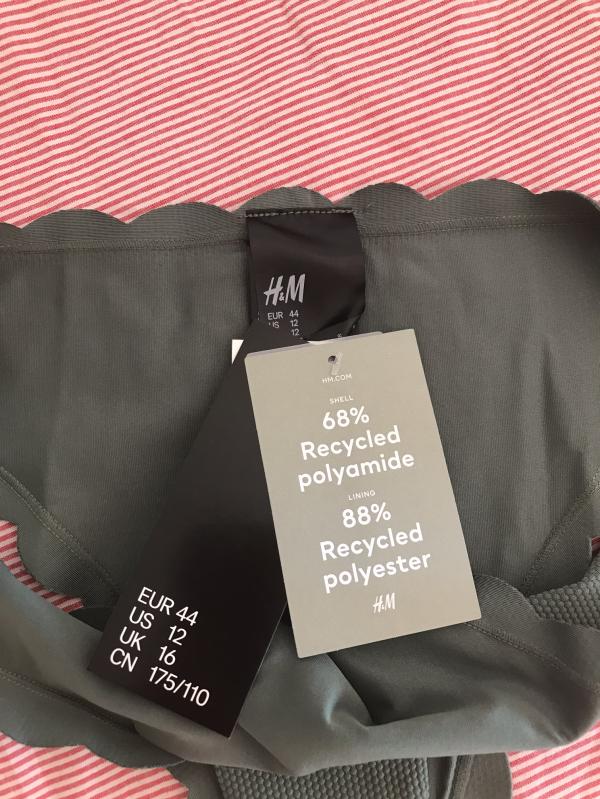 H&M
EUR 44
US 12
12
HM.COM
SHELL
68%
Recycled
polyamide
LINING
88%
Recycled
polyester
H&M
EUR 44
US 12
UK 16
CN 175/110